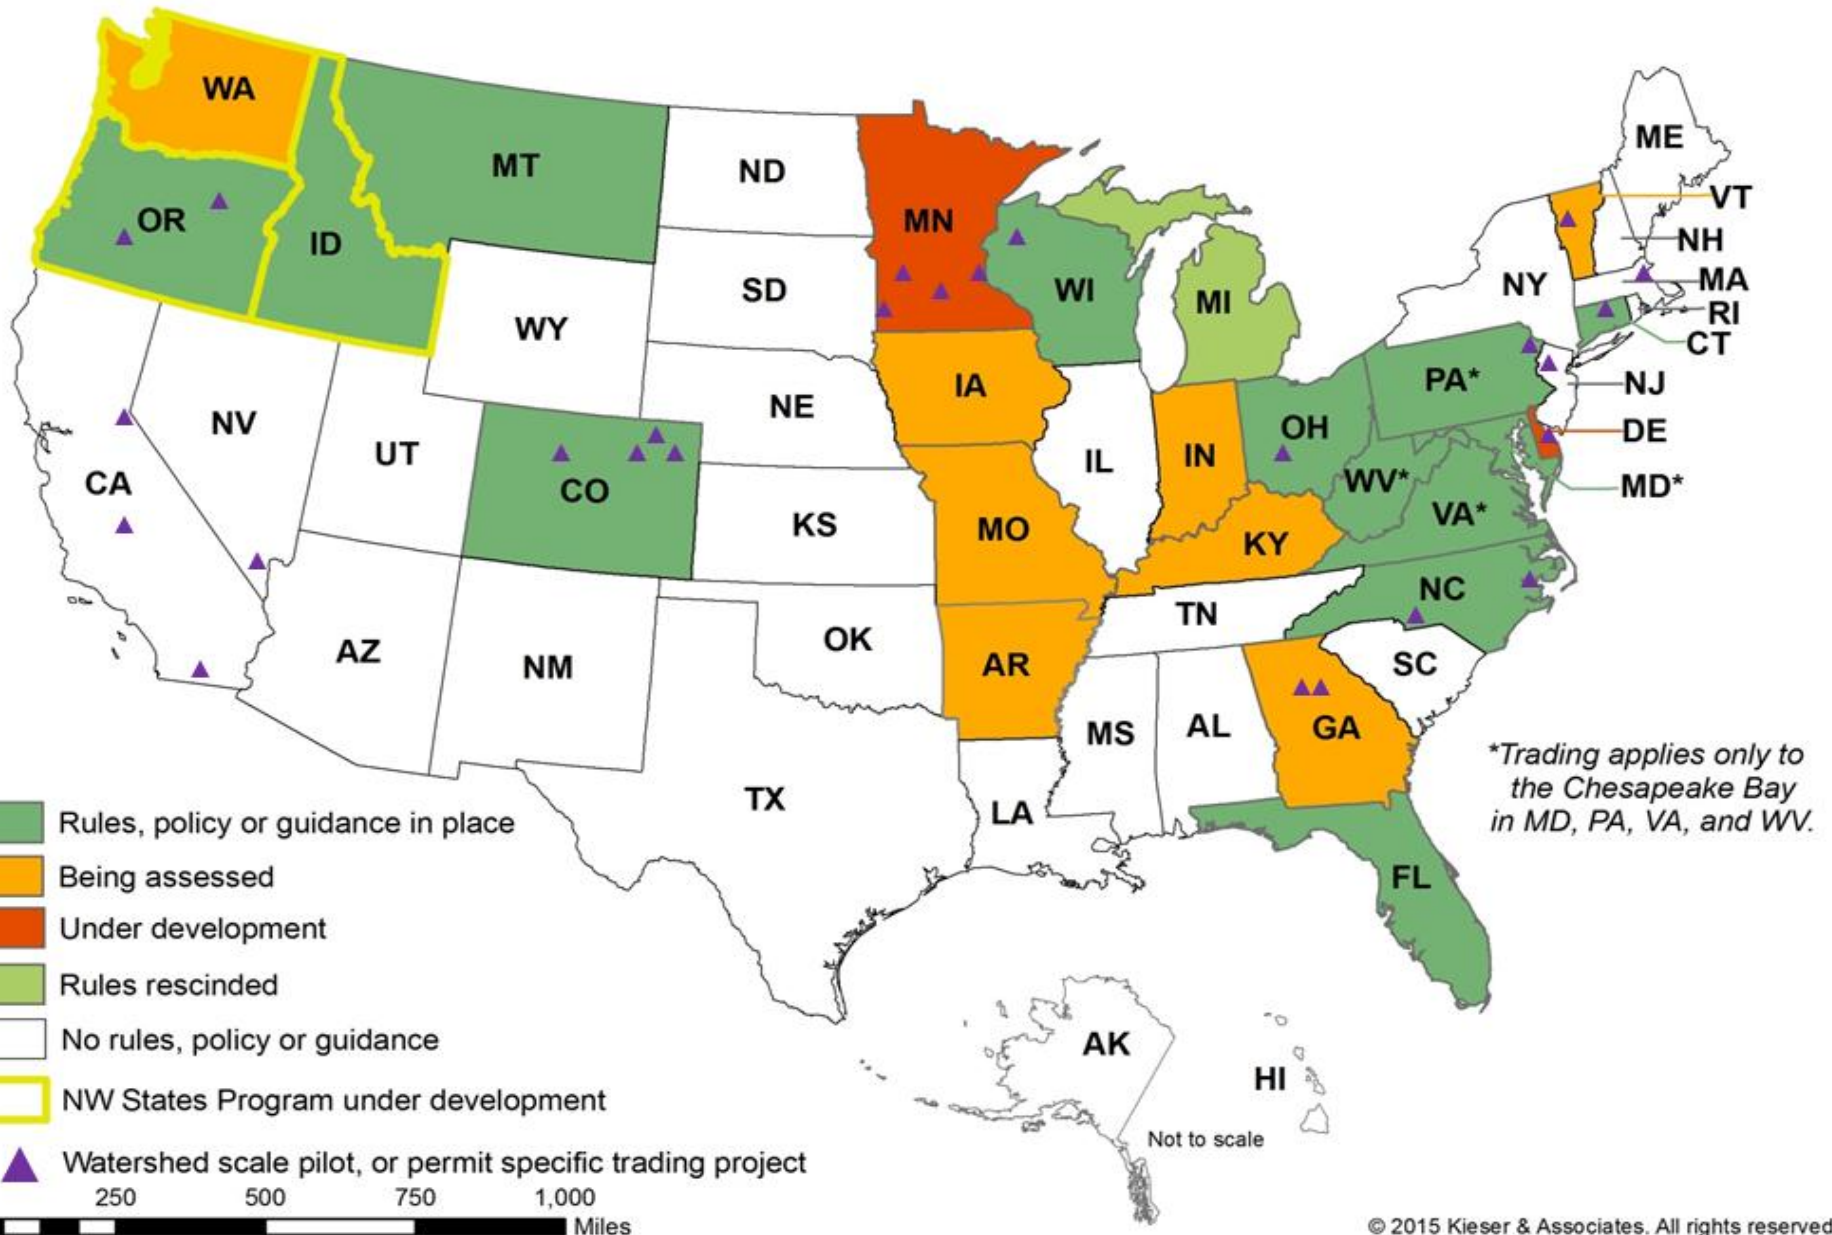 WA
MT
ND
OR
ID
MN
SD
WI
MI
WY
IA
NE
NV
UT
CO
CA
KS
MO
IL
IN
OH
PA*
WV*
VA*
KY
NC
TN
SC
AZ
NM
OK
AR
MS
AL
GA
TX
LA
FL
NY
ME
VT
NH
MA
RI
CT
NJ
DE
MD*
*Trading applies only to
the Chesapeake Bay
in MD, PA, VA, and WV.
Rules, policy or guidance in place
Being assessed
Under development
Rules rescinded
No rules, policy or guidance
NW States Program under development
Watershed scale pilot, or permit specific trading project
AK
HI
Not to scale
250 500 750 1,000
Miles
© 2015 Kieser & Associates. All rights reserved